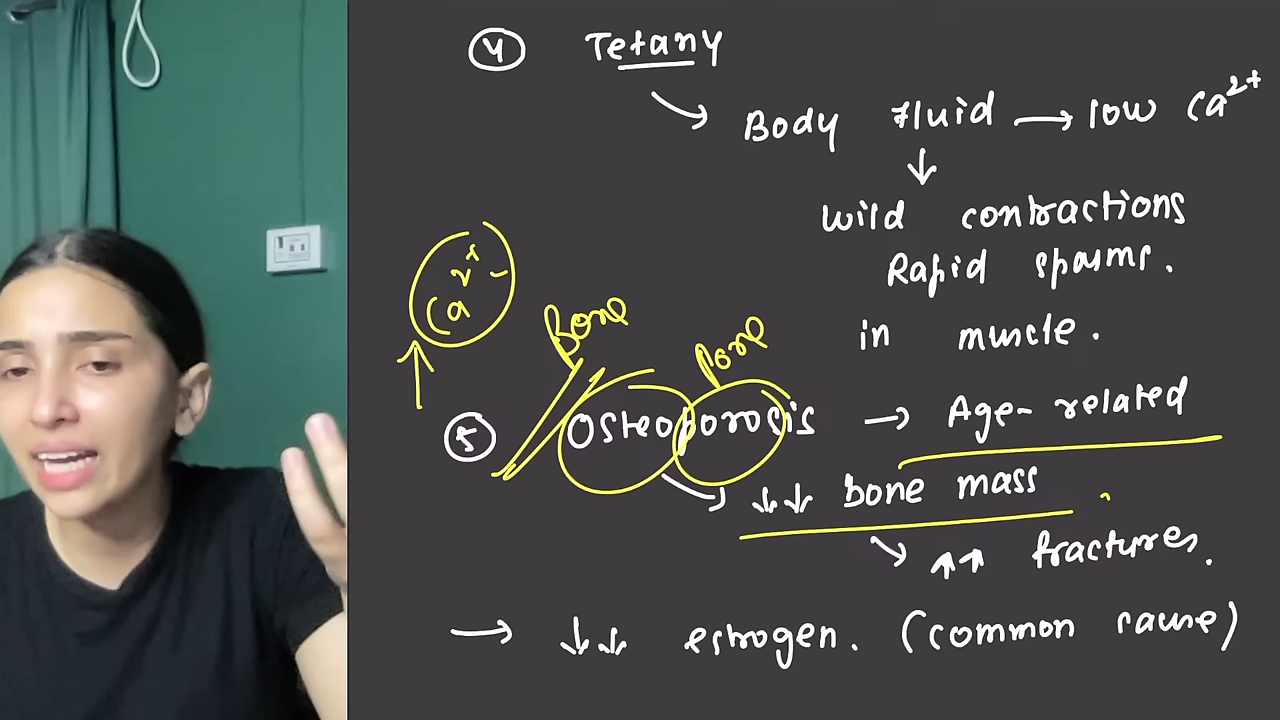 ④ Tetany
→ Body fluid → low Ca²⁺
↓
Wild contractions
Rapid spasms.
in muscle.
↑ Ca²⁺
Bone Pore
⑤ Osteoporosis → Age-related
→ ↓↓ Bone mass
→ ↑↑ fractures.
→ ↓↓ estrogen. (common cause)